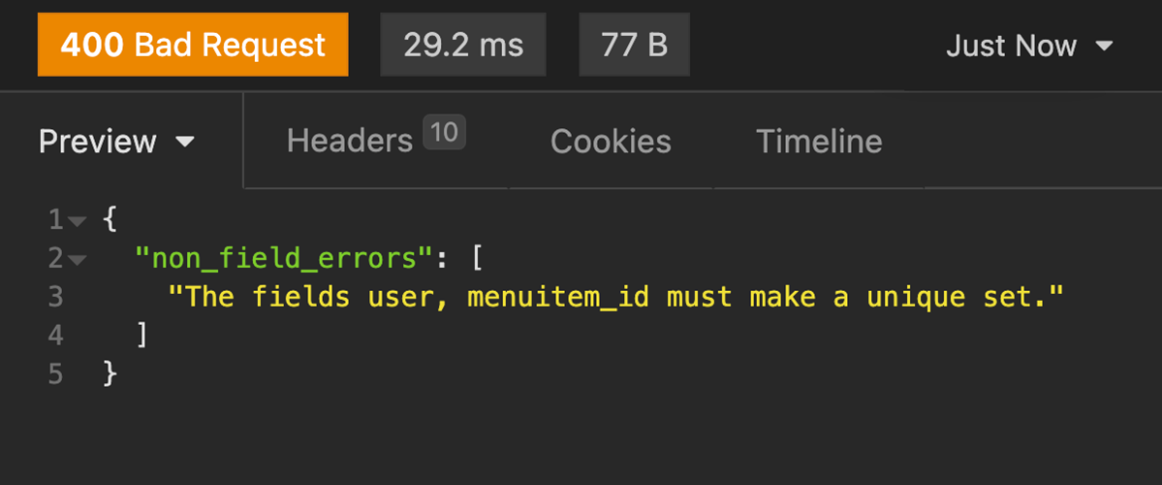 400 Bad Request 29.2 ms 77 B Just Now
Preview Headers 10 Cookies Timeline
1 {
2 "non_field_errors": [
3 "The fields user, menuitem_id must make a unique set."
4 ]
5 }